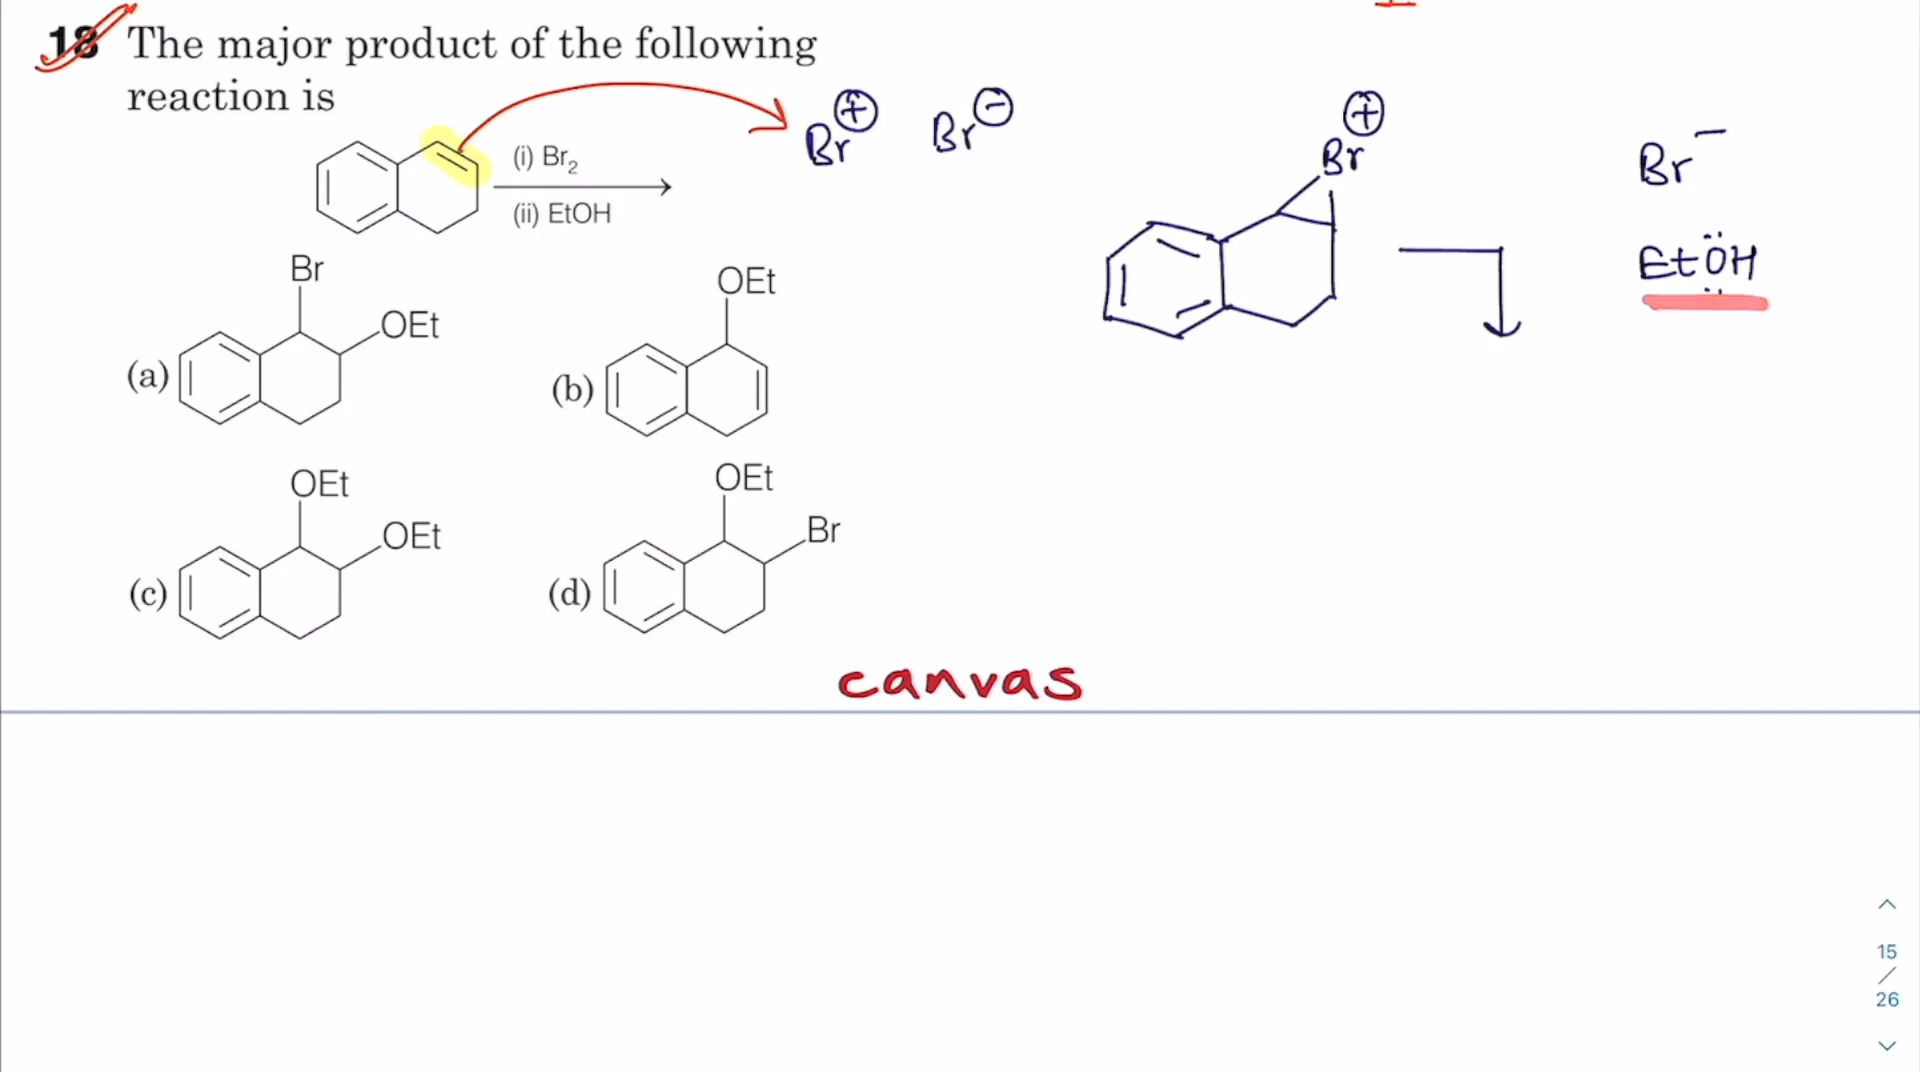 18 The major product of the following
reaction is
(i) Br₂
(ii) EtOH
Br⊕ Br⊖
Br
OEt
(a)
OEt
(b)
OEt
OEt
(c)
OEt
Br
(d)
⊕
Br
Br⁻
EtÖH
canvas
15
/
26